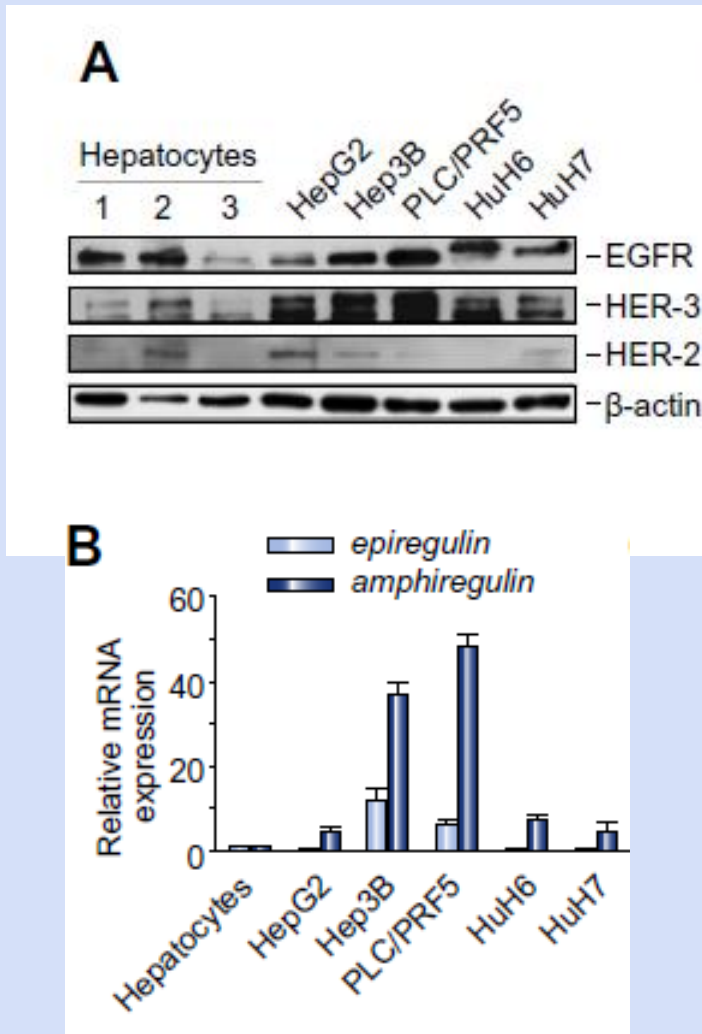 A
Hepatocytes
1 2 3 HepG2 Hep3B PLC/PRF5 HuH6 HuH7
–EGFR
–HER-3
–HER-2
–β-actin
B
epiregulin
amphiregulin
Relative mRNA
expression
60
40
20
0
Hepatocytes HepG2 Hep3B PLC/PRF5 HuH6 HuH7